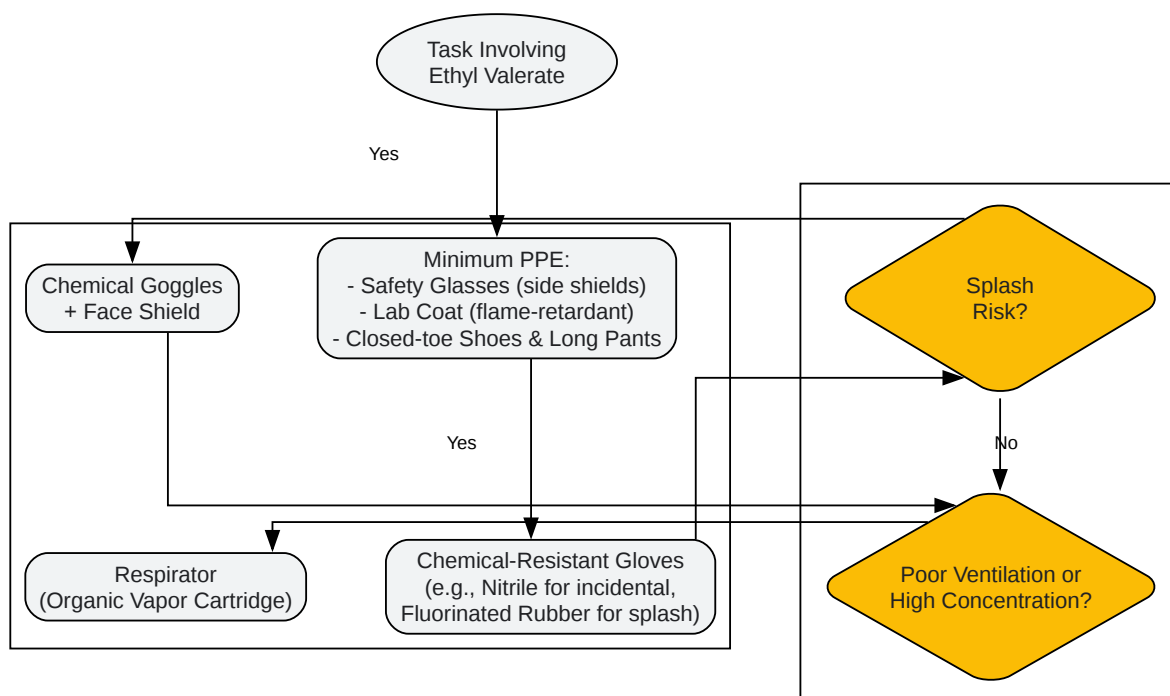 Task Involving
Ethyl Valerate
Yes
Chemical Goggles
+ Face Shield
Minimum PPE:
- Safety Glasses (side shields)
- Lab Coat (flame-retardant)
- Closed-toe Shoes & Long Pants
Splash
Risk?
Yes
No
Respirator
(Organic Vapor Cartridge)
Chemical-Resistant Gloves
(e.g., Nitrile for incidental,
Fluorinated Rubber for splash)
Poor Ventilation or
High Concentration?